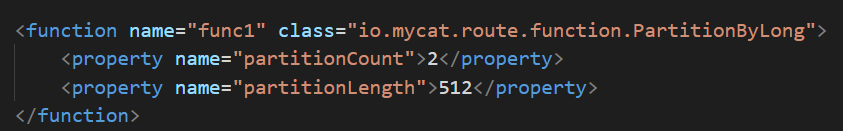 <function name="func1" class="io.mycat.route.function.PartitionByLong">
    <property name="partitionCount">2</property>
    <property name="partitionLength">512</property>
</function>